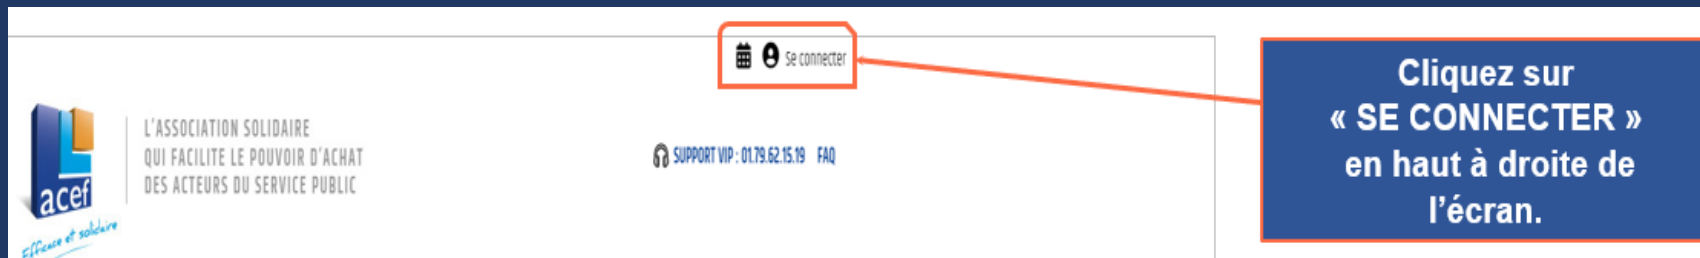 Se connecter
L'ASSOCIATION SOLIDAIRE
QUI FACILITE LE POUVOIR D'ACHAT
DES ACTEURS DU SERVICE PUBLIC
acef
Efficace et solidaire
SUPPORT VIP : 01.79.62.15.19 FAQ
Cliquez sur
« SE CONNECTER »
en haut à droite de
l'écran.